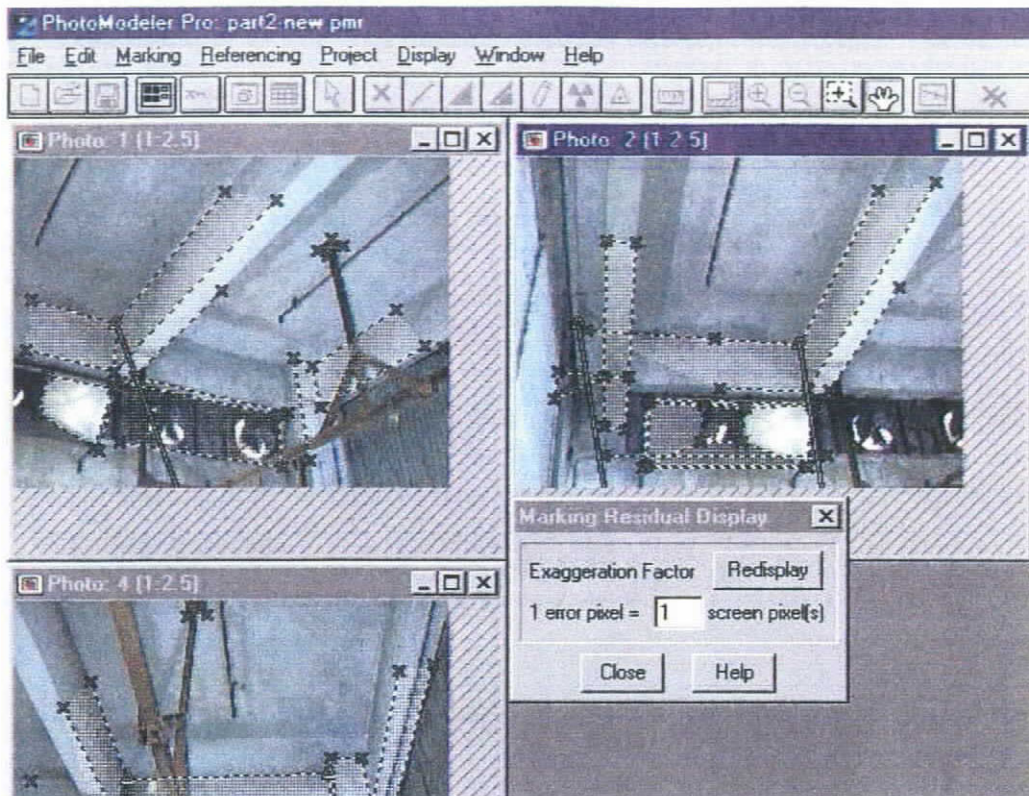 PhotoModeler Pro: part2-new pmr
File Edit Marking Referencing Project Display Window Help
Photo: 1 (1:2.5)
Photo: 2 (1:2.5)
Marking Residual Display
Exaggeration Factor Redisplay
1 error pixel = 1 screen pixel(s)
Close Help
Photo: 4 (1:2.5)